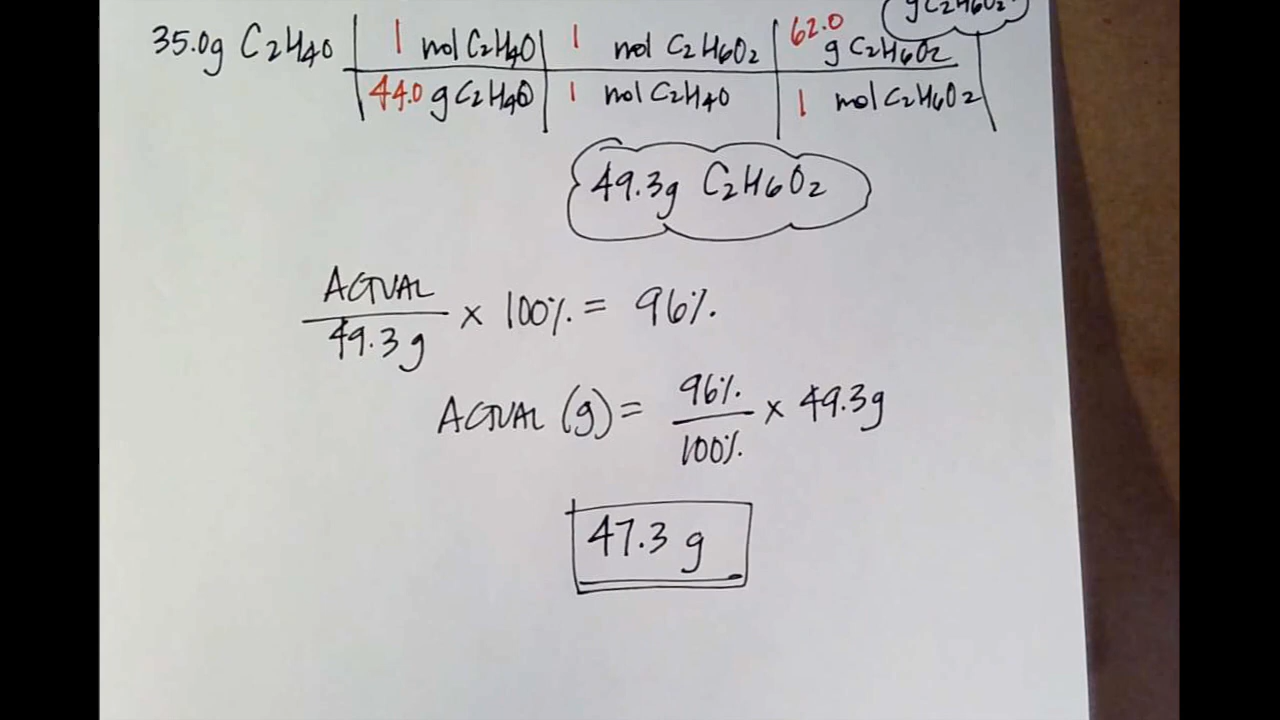 g C2H6O2
35.0g C2H4O | 1 mol C2H4O | 1 mol C2H6O2 | 62.0 g C2H6O2
44.0 g C2H4O | 1 mol C2H4O | 1 mol C2H6O2
49.3g C2H6O2
ACTUAL
49.3g × 100% = 96%
ACTUAL (g) = 96% × 49.3g
100%
47.3 g